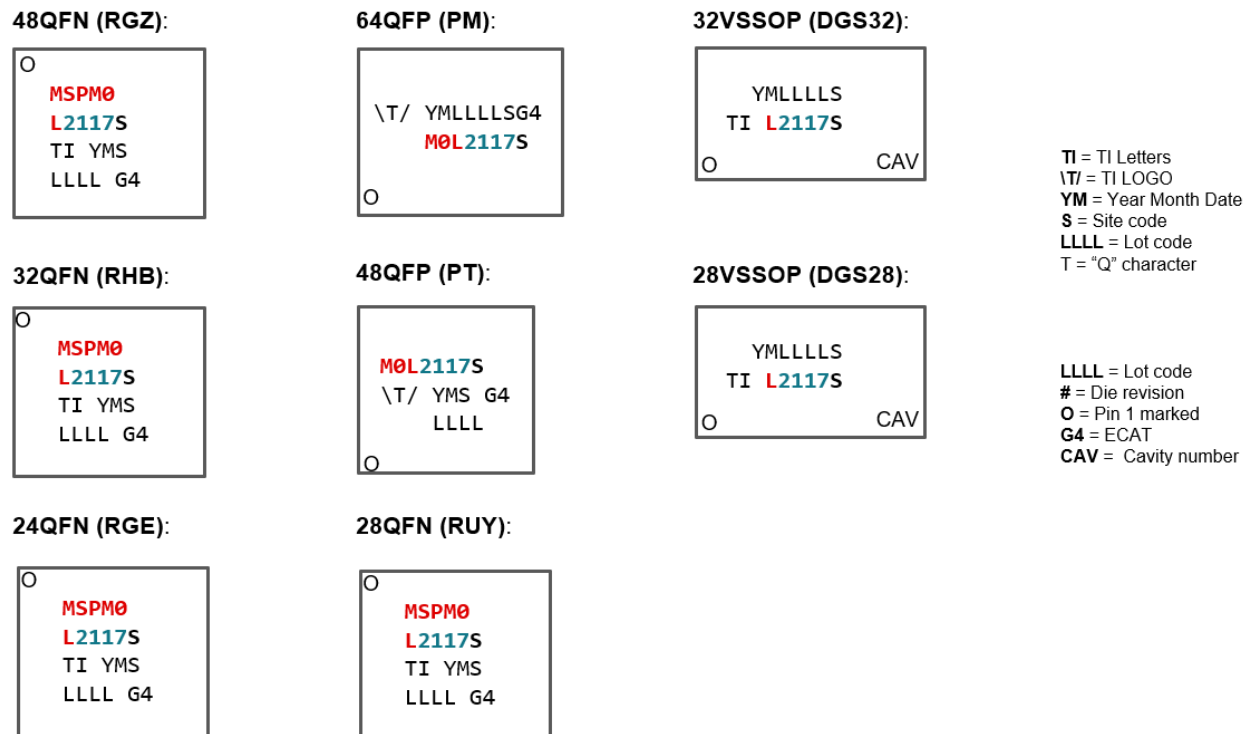 48QFN (RGZ):
O
MSPM0
L2117S
TI YMS
LLLL G4
64QFP (PM):
\T/ YMLLLLSG4
M0L2117S
O
32VSSOP (DGS32):
YMLLLLS
TI L2117S
O CAV
TI = TI Letters
\T/ = TI LOGO
YM = Year Month Date
S = Site code
LLLL = Lot code
T = “Q” character
32QFN (RHB):
O
MSPM0
L2117S
TI YMS
LLLL G4
48QFP (PT):
M0L2117S
\T/ YMS G4
LLLL
O
28VSSOP (DGS28):
YMLLLLS
TI L2117S
O CAV
LLLL = Lot code
# = Die revision
O = Pin 1 marked
G4 = ECAT
CAV = Cavity number
24QFN (RGE):
O
MSPM0
L2117S
TI YMS
LLLL G4
28QFN (RUY):
O
MSPM0
L2117S
TI YMS
LLLL G4